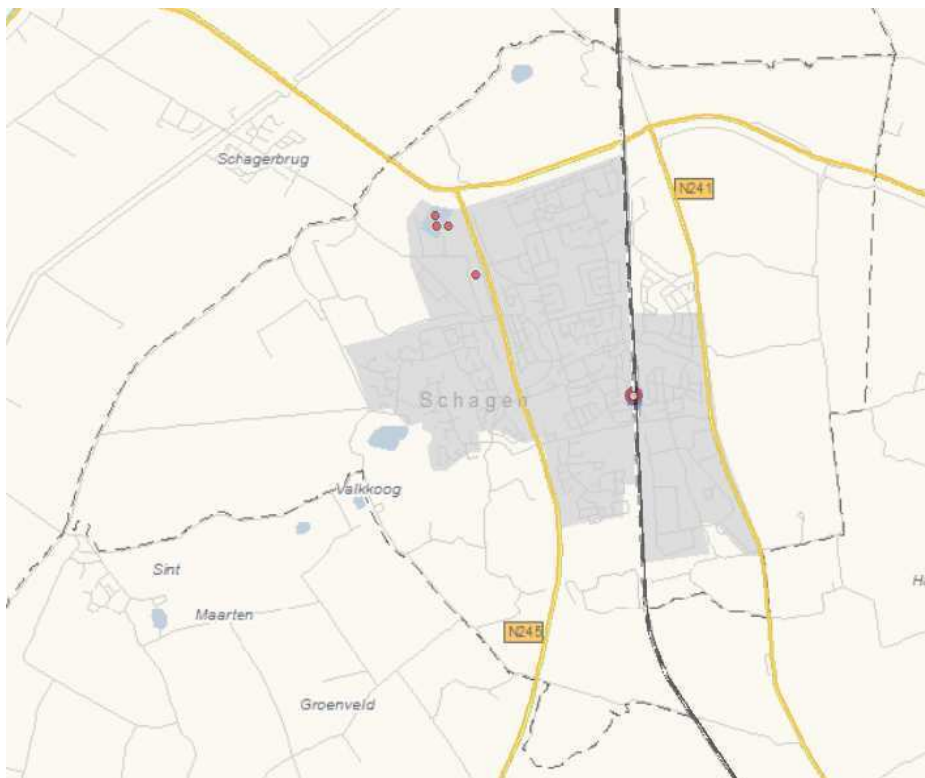 Schagerbrug
N241
Schagen
Valkkoog
Sint
Maarten
N245
Groenveld